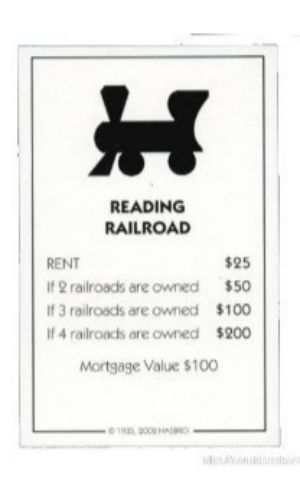 READING
RAILROAD
RENT $25
If 2 railroads are owned $50
If 3 railroads are owned $100
If 4 railroads are owned $200
Mortgage Value $100
© 1935, 2008 HASBRO